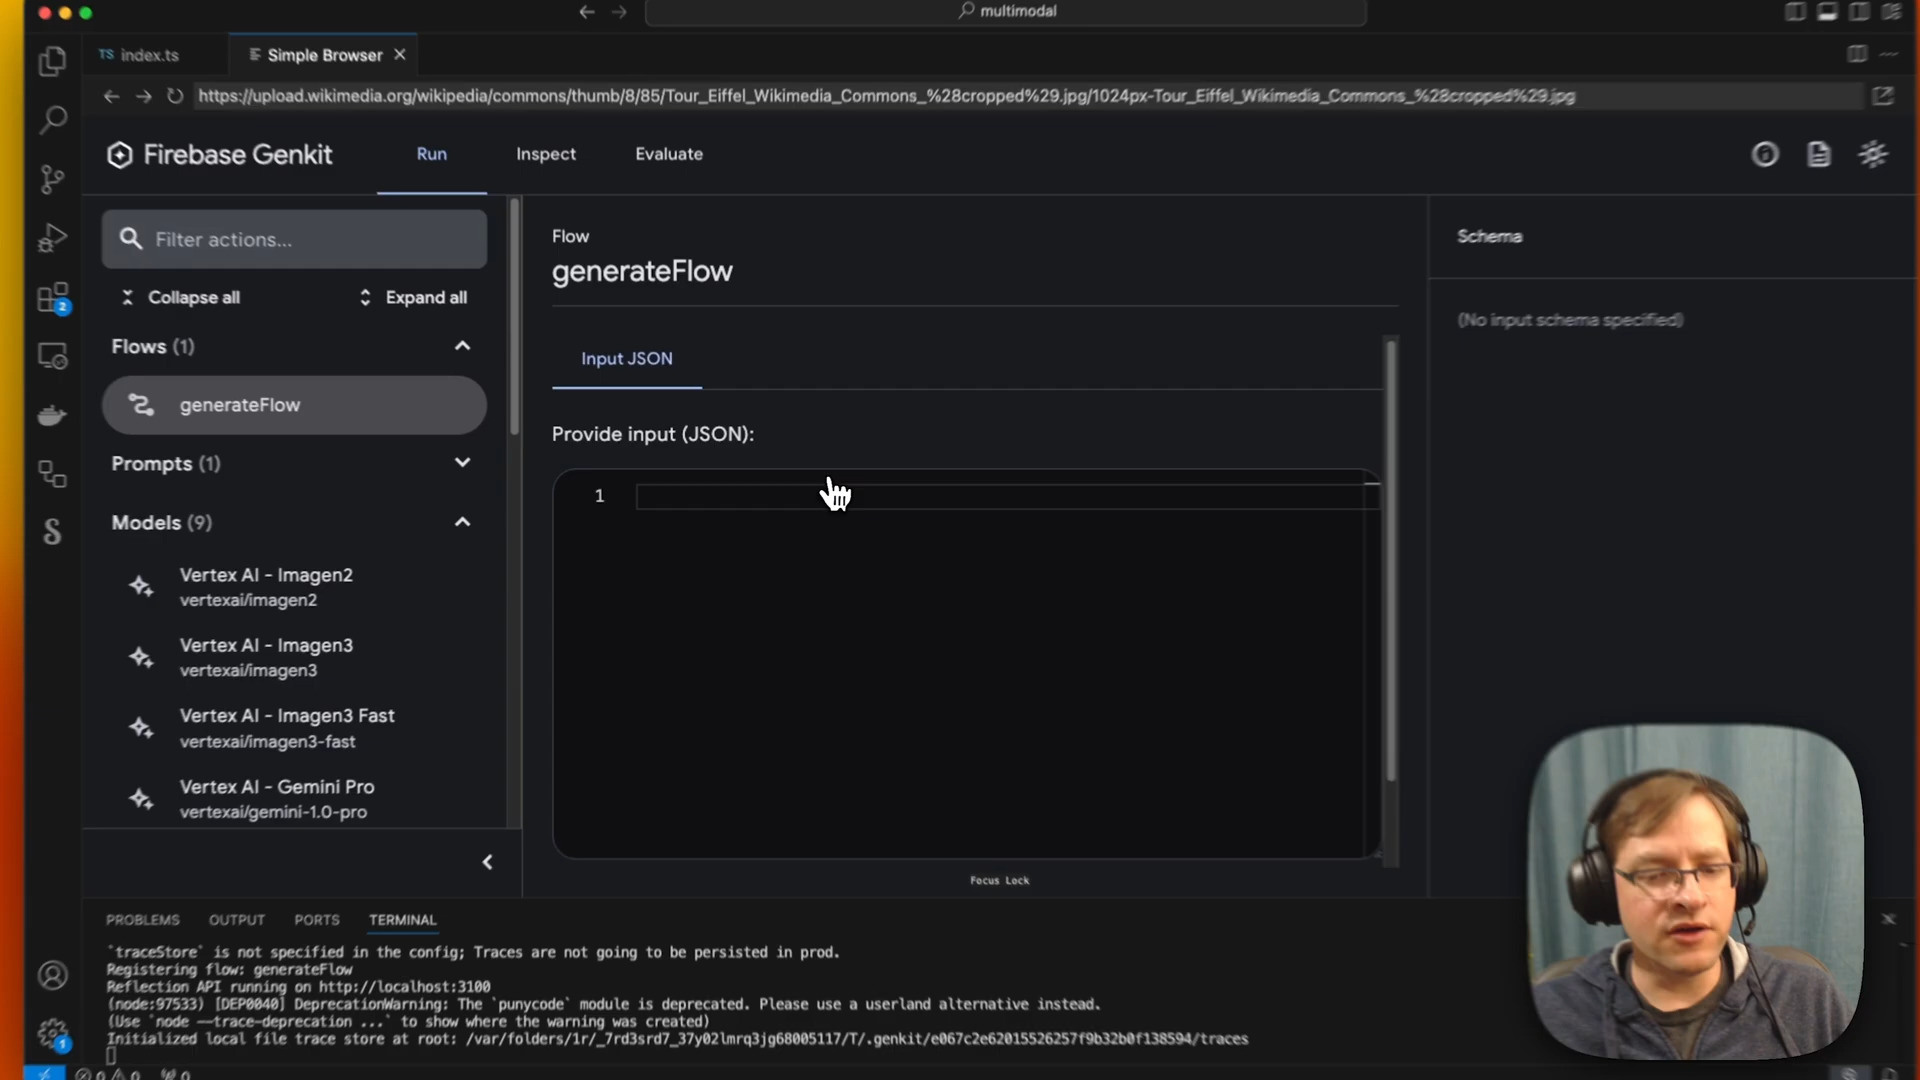 multimodal
TS index.ts
Simple Browser
https://upload.wikimedia.org/wikipedia/commons/thumb/8/85/Tour_Eiffel_Wikimedia_Commons_%28cropped%29.jpg/1024px-Tour_Eiffel_Wikimedia_Commons_%28cropped%29.jpg
Firebase Genkit
Run
Inspect
Evaluate
Filter actions...
Collapse all
Expand all
Flows (1)
generateFlow
Prompts (1)
Models (9)
Vertex AI - Imagen2
vertexai/imagen2
Vertex AI - Imagen3
vertexai/imagen3
Vertex AI - Imagen3 Fast
vertexai/imagen3-fast
Vertex AI - Gemini Pro
vertexai/gemini-1.0-pro
Flow
generateFlow
Input JSON
Provide input (JSON):
1
Focus Lock
Schema
(No input schema specified)
2
1
PROBLEMS
OUTPUT
PORTS
TERMINAL
`traceStore` is not specified in the config; Traces are not going to be persisted in prod.
Registering flow: generateFlow
Reflection API running on http://localhost:3100
(node:97533) [DEP0040] DeprecationWarning: The `punycode` module is deprecated. Please use a userland alternative instead.
(Use `node --trace-deprecation ...` to show where the warning was created)
Initialized local file trace store at root: /var/folders/1r/_7rd3srd7_37y02lmrq3jg68005117/T/.genkit/e067c2e62015526257f9b32b0f138594/traces